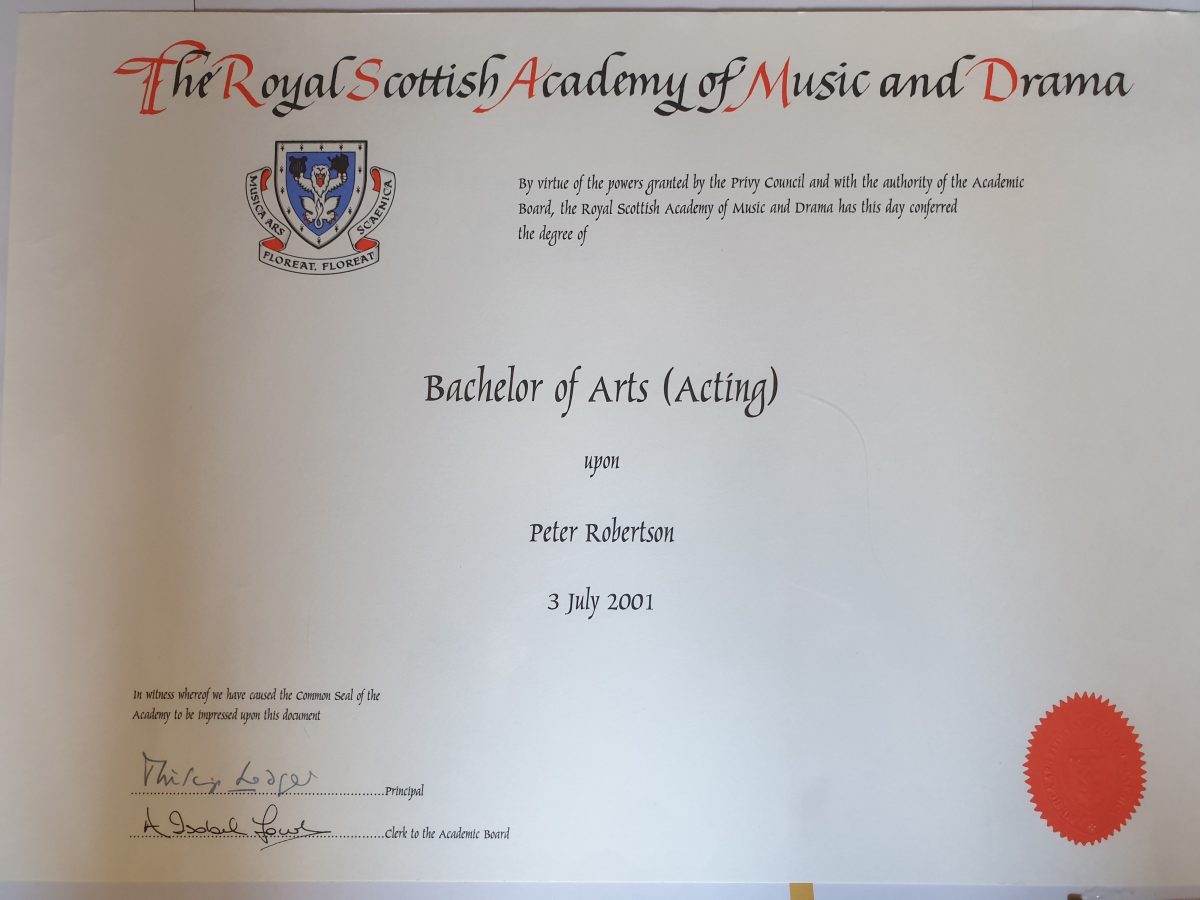 The Royal Scottish Academy of Music and Drama
MUSICA ARS SCAENICA
FLOREAT, FLOREAT
By virtue of the powers granted by the Privy Council and with the authority of the Academic
Board, the Royal Scottish Academy of Music and Drama has this day conferred
the degree of
Bachelor of Arts (Acting)
upon
Peter Robertson
3 July 2001
In witness whereof we have caused the Common Seal of the
Academy to be impressed upon this document
Philip Ledger
Principal
A Isobel
Clerk to the Academic Board